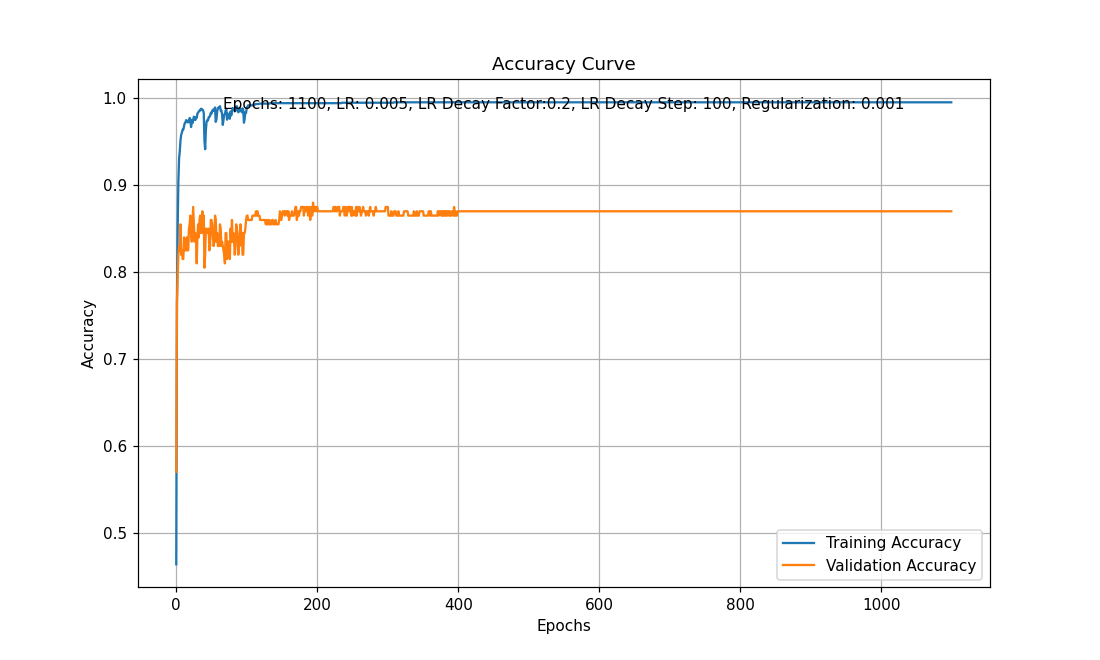 Accuracy Curve
Epochs: 1100, LR: 0.005, LR Decay Factor:0.2, LR Decay Step: 100, Regularization: 0.001
1.0
0.9
0.8
0.7
0.6
0.5
Accuracy
Training Accuracy
Validation Accuracy
0 200 400 600 800 1000
Epochs